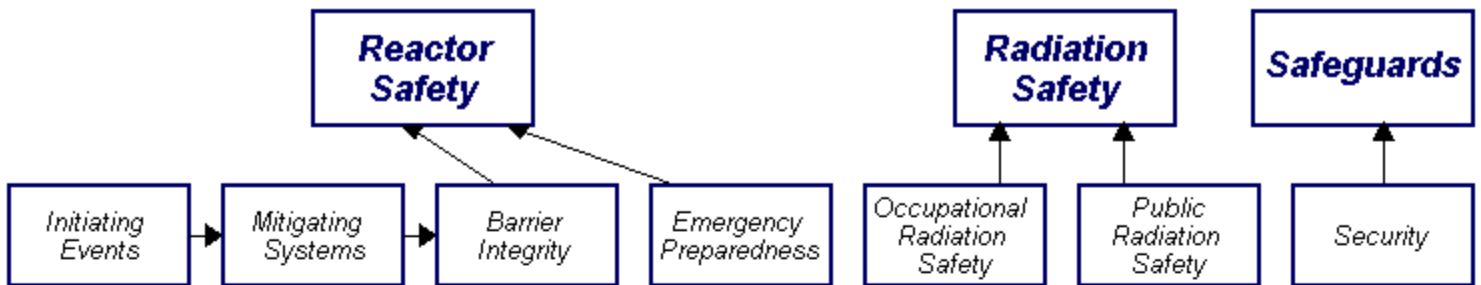 Reactor
Safety
Radiation
Safety
Safeguards
Initiating
Events
Mitigating
Systems
Barrier
Integrity
Emergency
Preparedness
Occupational
Radiation
Safety
Public
Radiation
Safety
Security